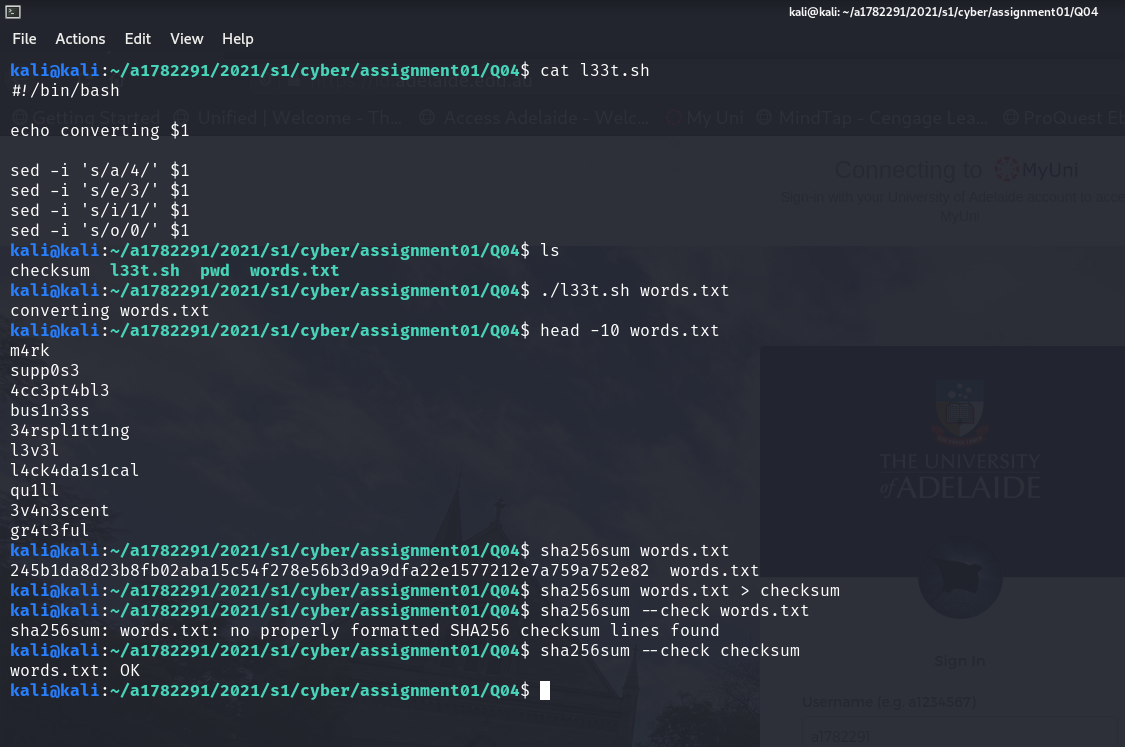 kali@kali: ~/a1782291/2021/s1/cyber/assignment01/Q04
File Actions Edit View Help
kali@kali:~/a1782291/2021/s1/cyber/assignment01/Q04$ cat l33t.sh
#!/bin/bash
Getting Started Unified | Welcome - Th... Access Adelaide - Welc... My Uni MindTap - Cengage Lea... ProQuest
echo converting $1
Connecting to MyUni
sed -i 's/a/4/' $1
sed -i 's/e/3/' $1
Sign in with your University of Adelaide account to
sed -i 's/i/1/' $1
MyUni
sed -i 's/o/0/' $1
kali@kali:~/a1782291/2021/s1/cyber/assignment01/Q04$ ls
checksum l33t.sh pwd words.txt
kali@kali:~/a1782291/2021/s1/cyber/assignment01/Q04$ ./l33t.sh words.txt
converting words.txt
kali@kali:~/a1782291/2021/s1/cyber/assignment01/Q04$ head -10 words.txt
m4rk
supp0s3
4cc3pt4bl3
bus1n3ss
34rspl1tt1ng
l3v3l
l4ck4da1s1cal
qu1ll
3v4n3scent
gr4t3ful
THE UNIVERSITY
of ADELAIDE
kali@kali:~/a1782291/2021/s1/cyber/assignment01/Q04$ sha256sum words.txt
245b1da8d23b8fb02aba15c54f278e56b3d9a9dfa22e1577212e7a759a752e82 words.txt
kali@kali:~/a1782291/2021/s1/cyber/assignment01/Q04$ sha256sum words.txt > checksum
kali@kali:~/a1782291/2021/s1/cyber/assignment01/Q04$ sha256sum --check words.txt
sha256sum: words.txt: no properly formatted SHA256 checksum lines found
kali@kali:~/a1782291/2021/s1/cyber/assignment01/Q04$ sha256sum --check checksum
words.txt: OK
kali@kali:~/a1782291/2021/s1/cyber/assignment01/Q04$
Sign In
Username (e.g. a1234567)